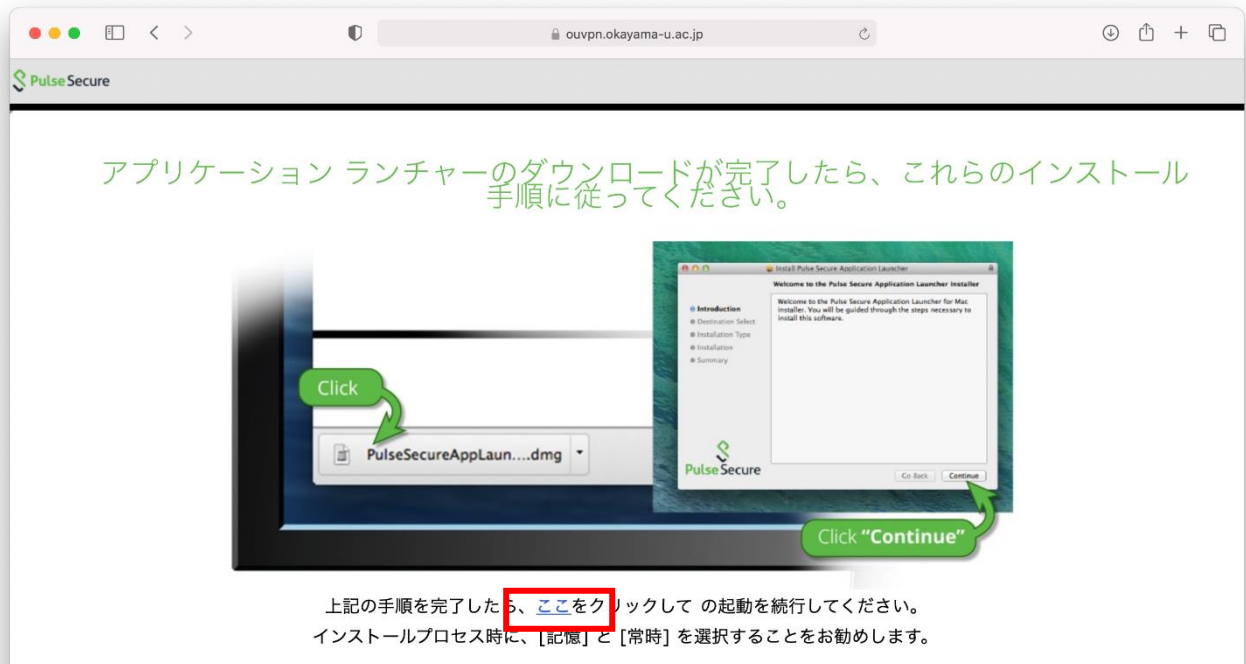 ouvpn.okayama-u.ac.jp
Pulse Secure
アプリケーション ランチャーのダウンロードが完了したら、これらのインストール
手順に従ってください。
Click
PulseSecureAppLaun....dmg
Install Pulse Secure Application Launcher
Welcome to the Pulse Secure Application Launcher Installer
Introduction
Destination Select
Installation Type
Installation
Summary
Welcome to the Pulse Secure Application Launcher for Mac
installer. You will be guided through the steps necessary to
install this software.
Pulse Secure
Go Back
Continue
Click "Continue"
上記の手順を完了したら、ここをクリックして の起動を続行してください。
インストールプロセス時に、[記憶] と [常時] を選択することをお勧めします。